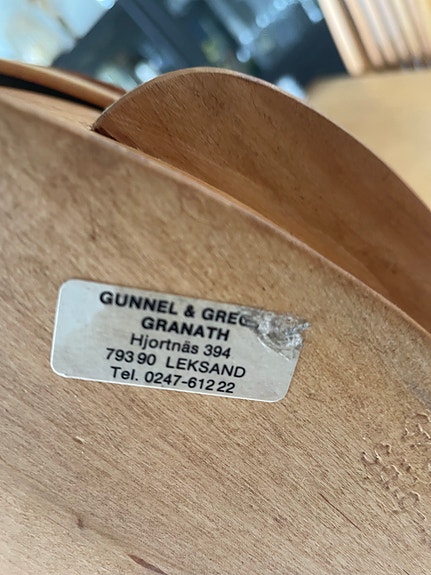 GUNNEL & GREG
GRANATH
Hjortnäs 394
793 90 LEKSAND
Tel. 0247-612 22